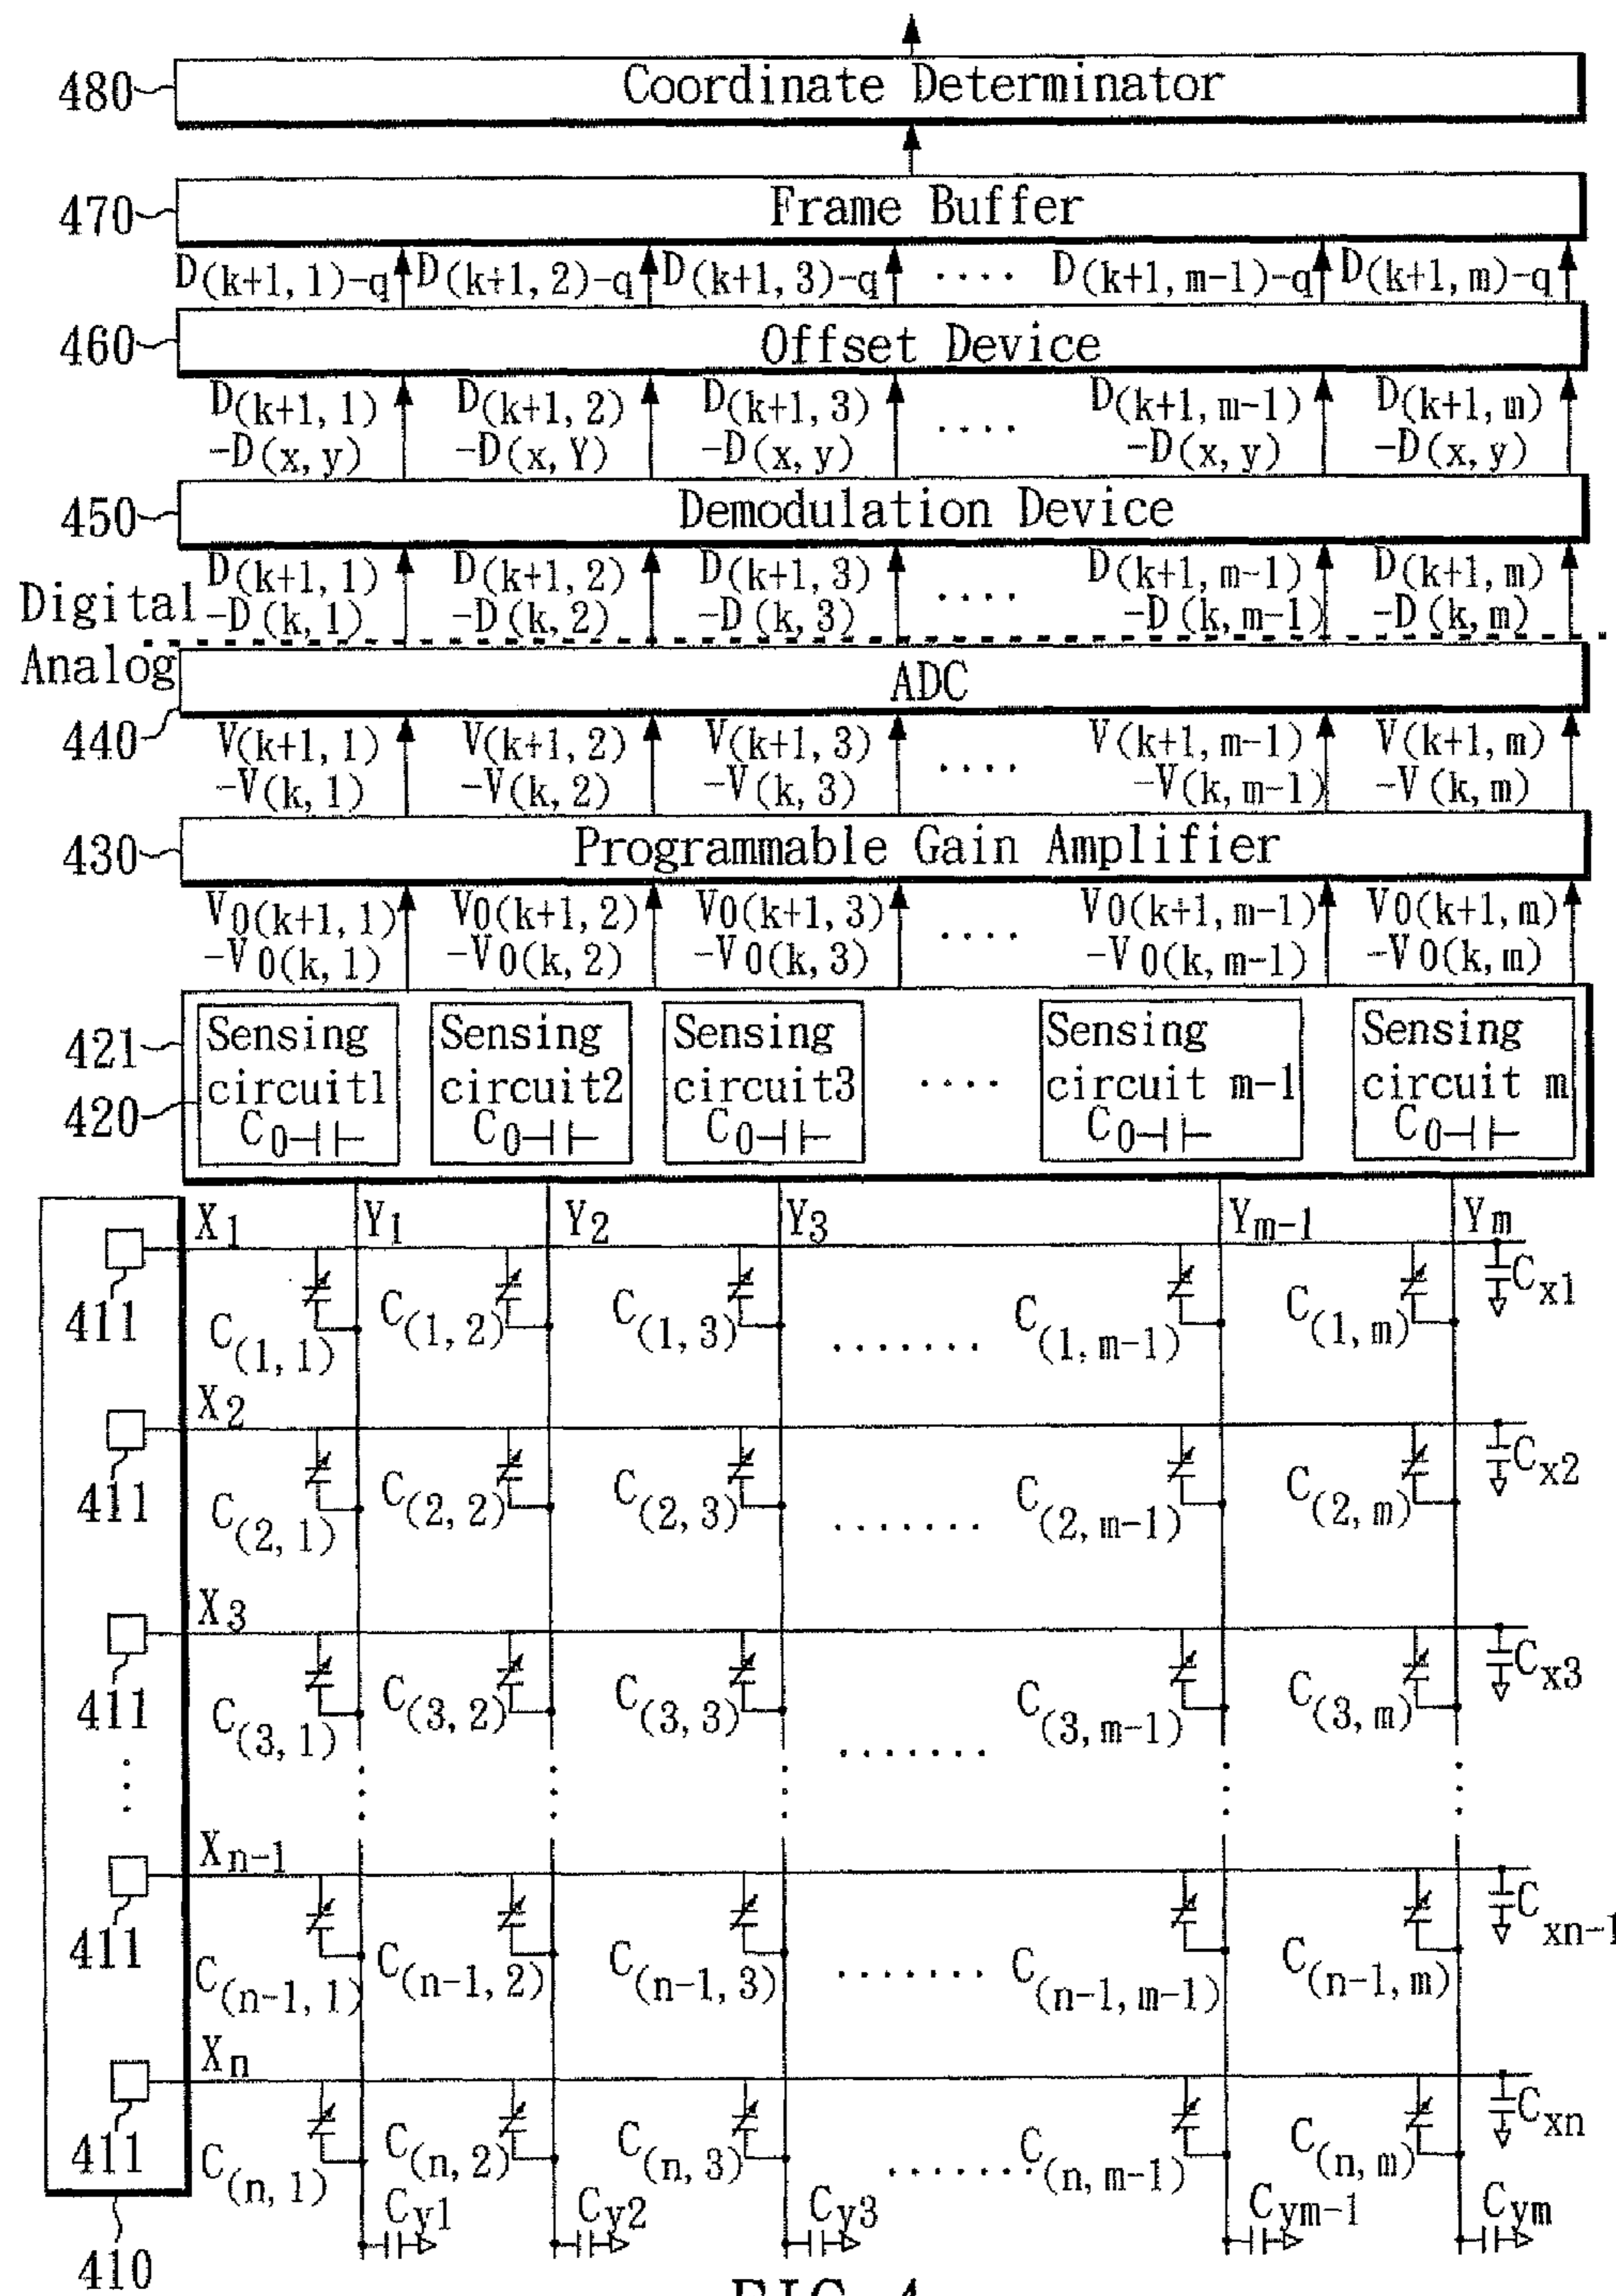 480 Coordinate Determinator
470 Frame Buffer
D(k+1, 1)-q D(k+1, 2)-q D(k+1, 3)-q .... D(k+1, m-1)-q D(k+1, m)-q
460 Offset Device
D(k+1, 1) D(k+1, 2) D(k+1, 3) .... D(k+1, m-1) D(k+1, m)
-D(x, y) -D(x, Y) -D(x, y) -D(x, y) -D(x, y)
450 Demodulation Device
D(k+1, 1) D(k+1, 2) D(k+1, 3) .... D(k+1, m-1) D(k+1, m)
Digital -D(k, 1) -D(k, 2) -D(k, 3) -D(k, m-1) -D(k, m)
Analog
440 ADC
V(k+1, 1) V(k+1, 2) V(k+1, 3) .... V(k+1, m-1) V(k+1, m)
-V(k, 1) -V(k, 2) -V(k, 3) -V(k, m-1) -V(k, m)
430 Programmable Gain Amplifier
V0(k+1, 1) V0(k+1, 2) V0(k+1, 3) .... V0(k+1, m-1) V0(k+1, m)
-V0(k, 1) -V0(k, 2) -V0(k, 3) -V0(k, m-1) -V0(k, m)
421 Sensing Sensing Sensing Sensing Sensing
420 circuit1 circuit2 circuit3 .... circuit m-1 circuit m
C0 C0 C0 C0 C0
X1 Y1 Y2 Y3 Ym-1 Ym
411 C(1, 1) C(1, 2) C(1, 3) ....... C(1, m-1) C(1, m) Cx1
X2
411 C(2, 1) C(2, 2) C(2, 3) ....... C(2, m-1) C(2, m) Cx2
X3
411 C(3, 1) C(3, 2) C(3, 3) ....... C(3, m-1) C(3, m) Cx3
Xn-1
411 C(n-1, 1) C(n-1, 2) C(n-1, 3) ....... C(n-1, m-1) C(n-1, m) Cxn-1
Xn
411 C(n, 1) C(n, 2) C(n, 3) ....... C(n, m-1) C(n, m) Cxn
Cy1 Cy2 Cy3 Cym-1 Cym
410